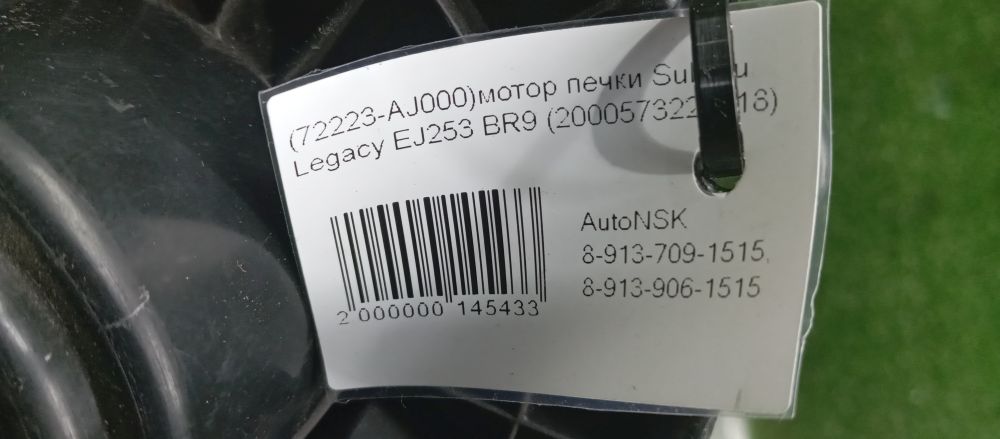 (72223-AJ000)мотор печки
Legacy EJ253 BR9
AutoNSK
8-913-709-1515,
8-913-906-1515
2 000000 145433